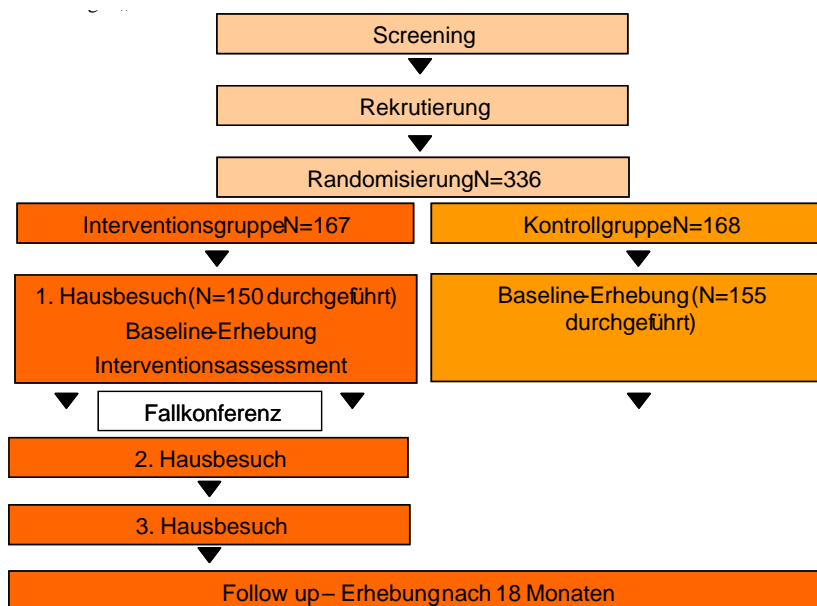 Screening
Rekrutierung
RandomisierungN=336
InterventionsgruppeN=167
KontrollgruppeN=168
1. Hausbesuch(N=150 durchgeführt)
Baseline-Erhebung
Interventionsassessment
Baseline-Erhebung(N=155
durchgeführt)
Fallkonferenz
2. Hausbesuch
3. Hausbesuch
Follow up– Erhebungnach 18 Monaten